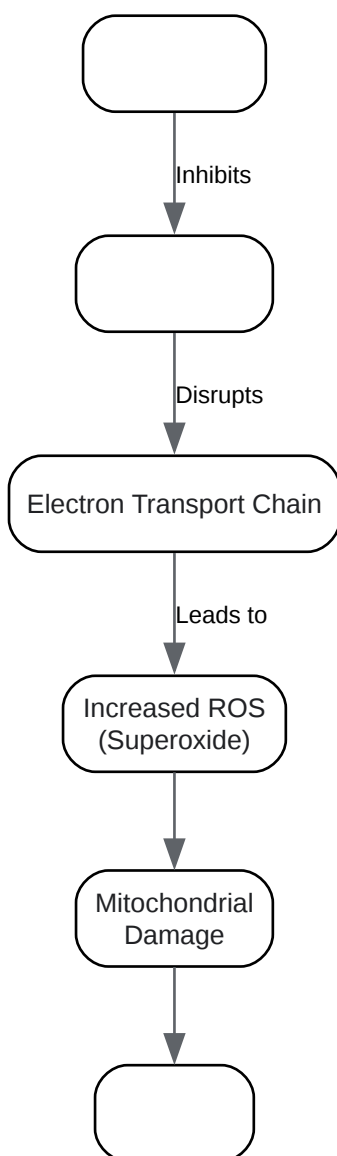 Inhibits
Disrupts
Electron Transport Chain
Leads to
Increased ROS
(Superoxide)
Mitochondrial
Damage